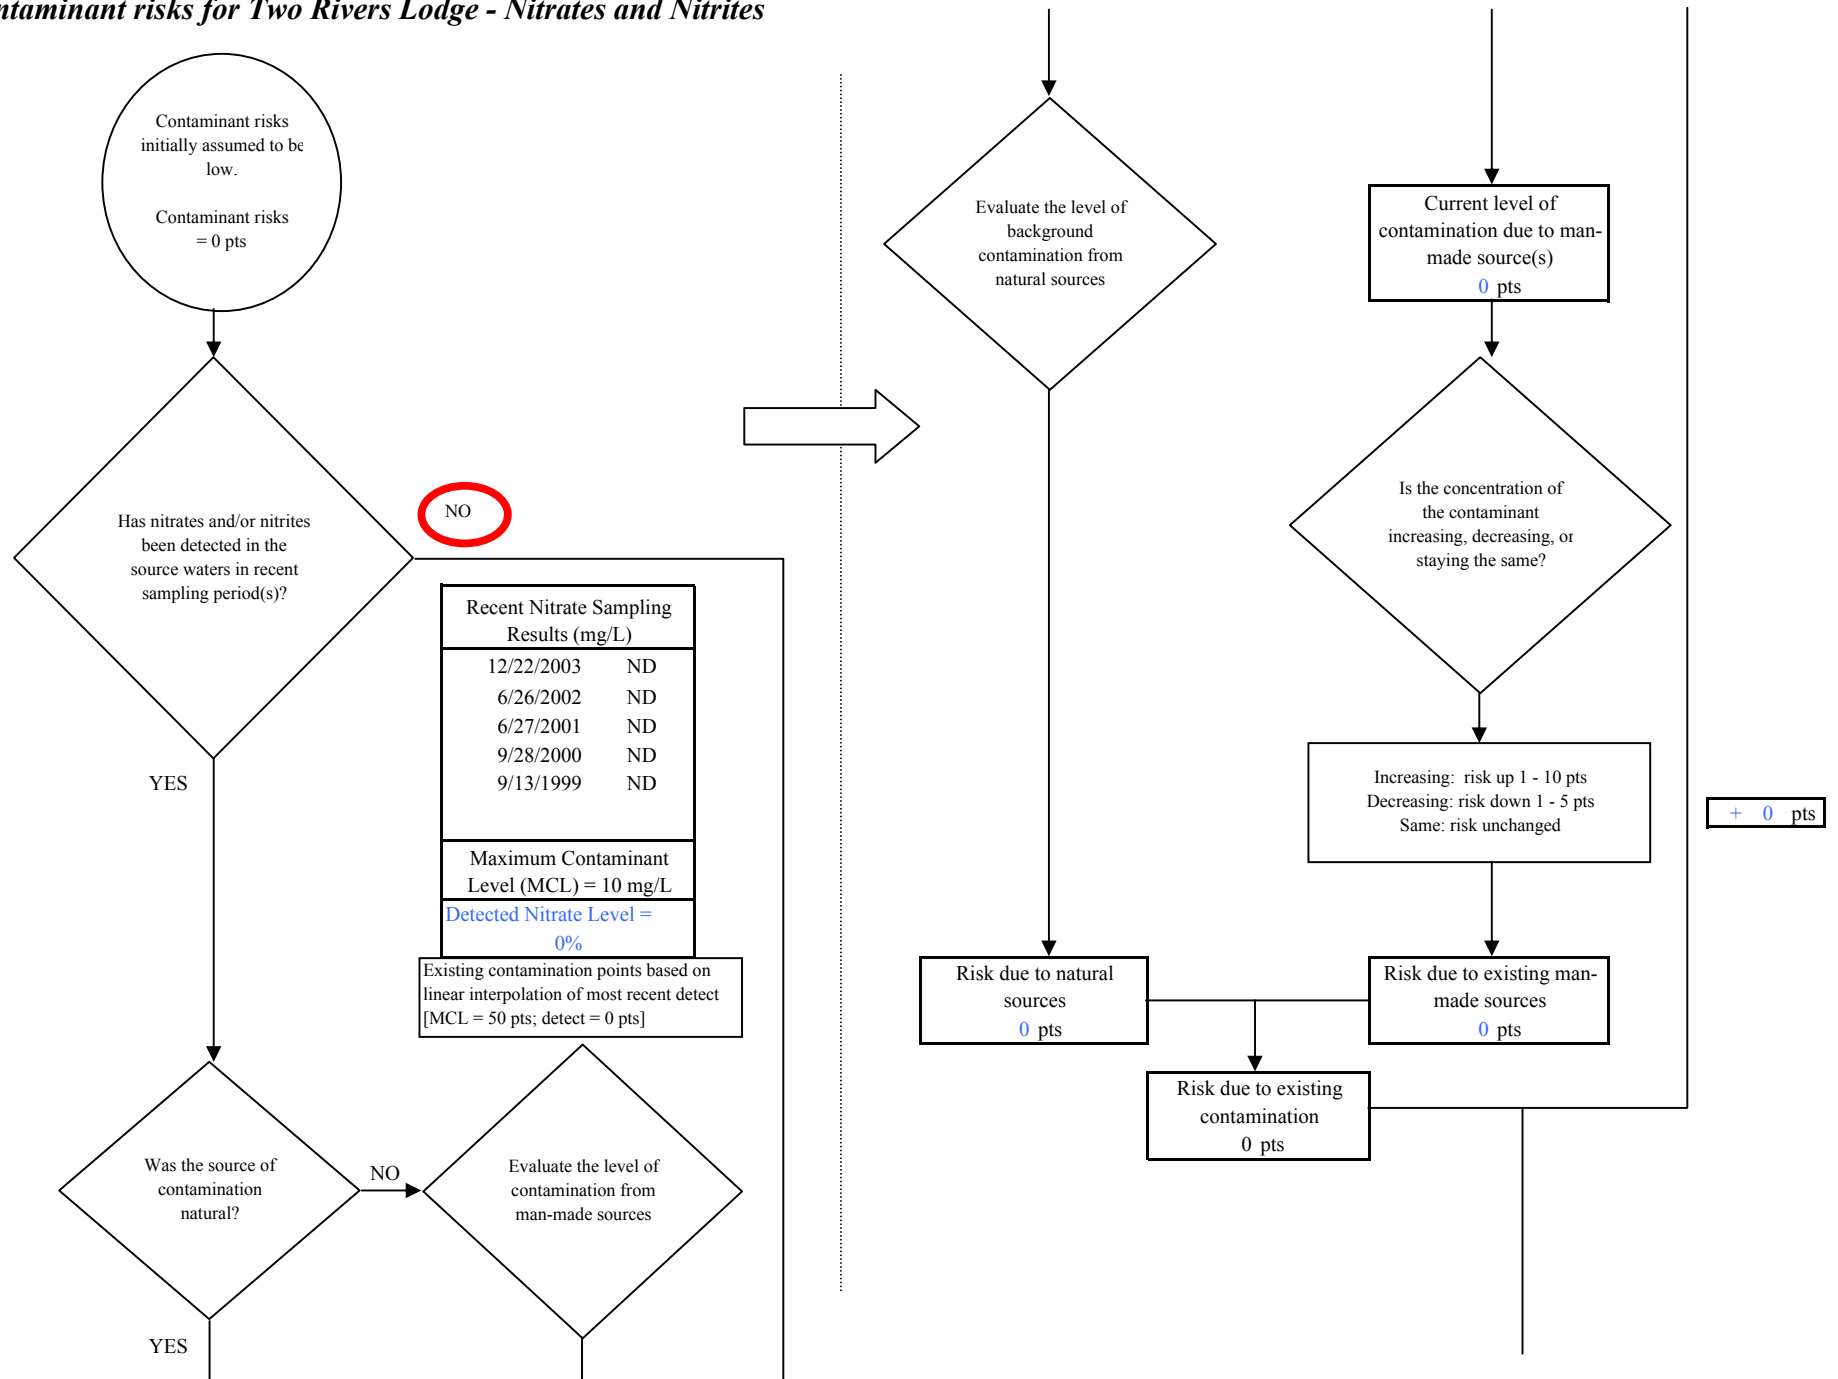 ntaminant risks for Two Rivers Lodge - Nitrates and Nitrites
Contaminant risks
initially assumed to be
low.
Contaminant risks
= 0 pts
Has nitrates and/or nitrites
been detected in the
source waters in recent
sampling period(s)?
NO
YES
Recent Nitrate Sampling
Results (mg/L)
12/22/2003 ND
6/26/2002 ND
6/27/2001 ND
9/28/2000 ND
9/13/1999 ND
Maximum Contaminant
Level (MCL) = 10 mg/L
Detected Nitrate Level =
0%
Existing contamination points based on
linear interpolation of most recent detect
[MCL = 50 pts; detect = 0 pts]
Was the source of
contamination
natural?
NO
YES
Evaluate the level of
contamination from
man-made sources
Evaluate the level of
background
contamination from
natural sources
Current level of
contamination due to man-
made source(s)
0 pts
Is the concentration of
the contaminant
increasing, decreasing, or
staying the same?
Increasing: risk up 1 - 10 pts
Decreasing: risk down 1 - 5 pts
Same: risk unchanged
+ 0 pts
Risk due to natural
sources
0 pts
Risk due to existing man-
made sources
0 pts
Risk due to existing
contamination
0 pts